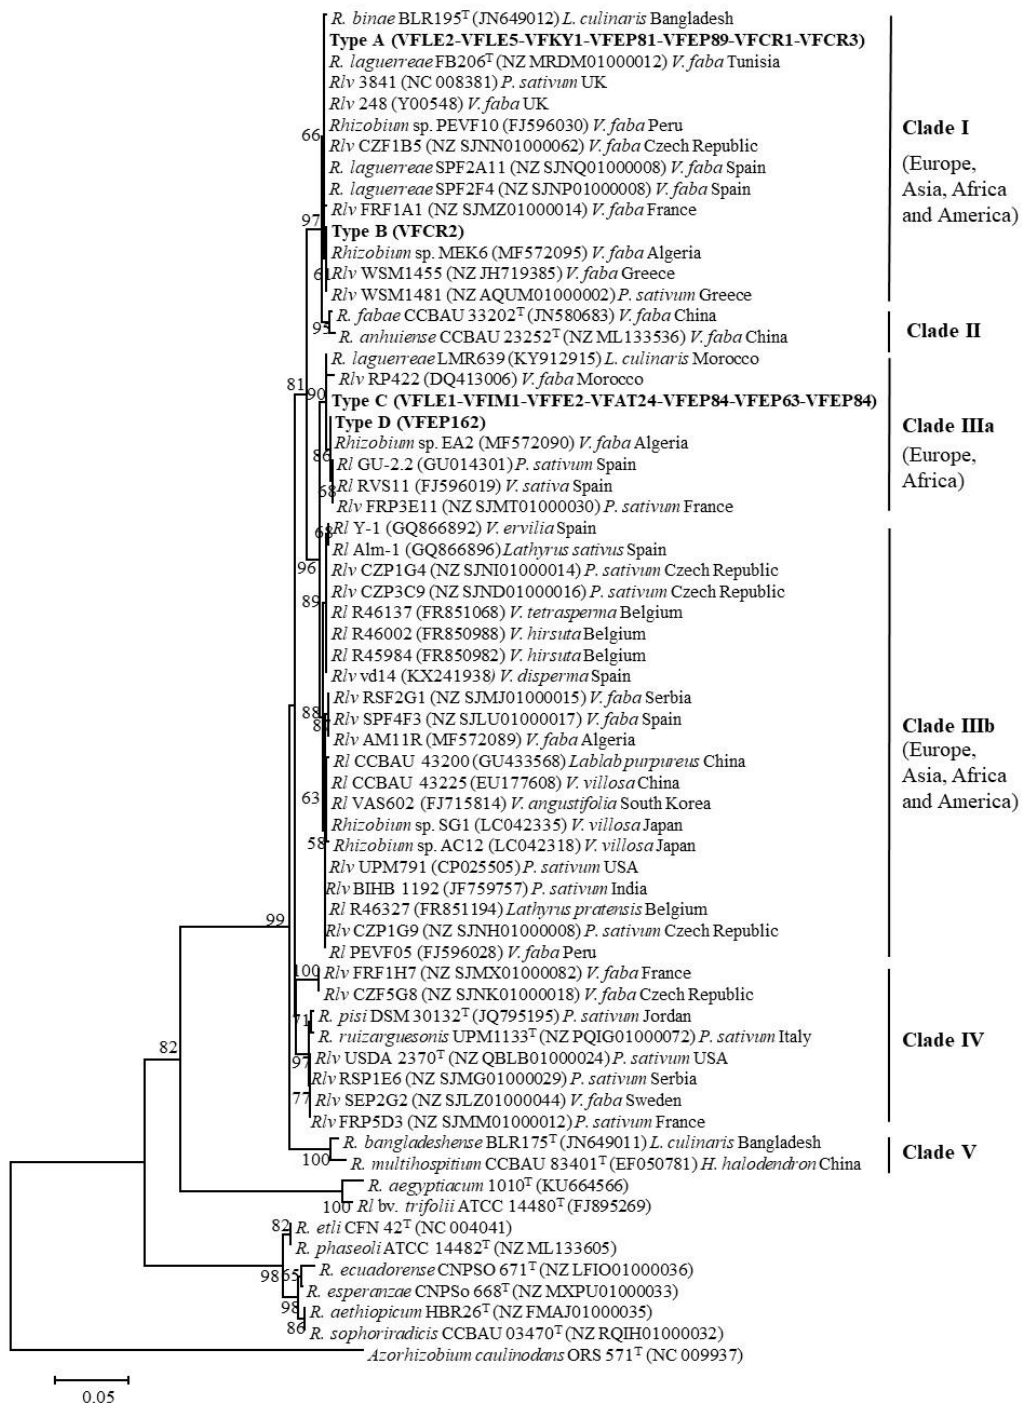 R. binae BLR195T (JN649012) L. culinaris Bangladesh
Type A (VFLE2-VFLE5-VFKY1-VFEP81-VFEP89-VFCR1-VFCR3)
R. laguerreae FB206T (NZ MRDM01000012) V. faba Tunisia
Rlv 3841 (NC 008381) P. sativum UK
Rlv 248 (Y00548) V. faba UK
Rhizobium sp. PEVF10 (FJ596030) V. faba Peru
66
Clade I
Rlv CZF1B5 (NZ SJNN01000062) V. faba Czech Republic
(Europe,
R. laguerreae SPF2A11 (NZ SJNQ01000008) V. faba Spain
Asia, Africa
R. laguerreae SPF2F4 (NZ SJNP01000008) V. faba Spain
and America)
Rlv FRF1A1 (NZ SJMZ01000014) V. faba France
97
Type B (VFCR2)
Rhizobium sp. MEK6 (MF572095) V. faba Algeria
61
Rlv WSM1455 (NZ JH719385) V. faba Greece
Rlv WSM1481 (NZ AQUM01000002) P. sativum Greece
R. fabae CCBAU 33202T (JN580683) V. faba China
95
Clade II
R. anhuiense CCBAU 23252T (NZ ML133536) V. faba China
R. laguerreae LMR639 (KY912915) L. culinaris Morocco
Rlv RP422 (DQ413006) V. faba Morocco
81
90
Type C (VFLE1-VFIM1-VFFE2-VFAT24-VFEP84-VFEP63-VFEP84)
Type D (VFEP162)
Clade IIIa
Rhizobium sp. EA2 (MF572090) V. faba Algeria
86
(Europe,
Rl GU-2.2 (GU014301) P. sativum Spain
Africa)
Rl RVS11 (FJ596019) V. sativa Spain
68
Rlv FRP3E11 (NZ SJMT01000030) P. sativum France
68
Rl Y-1 (GQ866892) V. ervilia Spain
Rl Alm-1 (GQ866896) Lathyrus sativus Spain
96
Rlv CZP1G4 (NZ SJNI01000014) P. sativum Czech Republic
Rlv CZP3C9 (NZ SJND01000016) P. sativum Czech Republic
89
Rl R46137 (FR851068) V. tetrasperma Belgium
Rl R46002 (FR850988) V. hirsuta Belgium
Rl R45984 (FR850982) V. hirsuta Belgium
Rlv vd14 (KX241938) V. disperma Spain
Rlv RSF2G1 (NZ SJMJ01000015) V. faba Serbia
88
Rlv SPF4F3 (NZ SJLU01000017) V. faba Spain
Clade IIIb
Rlv AM11R (MF572089) V. faba Algeria
(Europe,
Rl CCBAU 43200 (GU433568) Lablab purpureus China
Asia, Africa
Rl CCBAU 43225 (EU177608) V. villosa China
and America)
63
Rl VAS602 (FJ715814) V. angustifolia South Korea
Rhizobium sp. SG1 (LC042335) V. villosa Japan
58
Rhizobium sp. AC12 (LC042318) V. villosa Japan
Rlv UPM791 (CP025505) P. sativum USA
Rlv BIHB 1192 (JF759757) P. sativum India
Rl R46327 (FR851194) Lathyrus pratensis Belgium
99
Rlv CZP1G9 (NZ SJNH01000008) P. sativum Czech Republic
Rl PEVF05 (FJ596028) V. faba Peru
100
Rlv FRF1H7 (NZ SJMX01000082) V. faba France
Rlv CZF5G8 (NZ SJNK01000018) V. faba Czech Republic
71
R. pisi DSM 30132T (JQ795195) P. sativum Jordan
R. ruizarguesonis UPM1133T (NZ PQIG01000072) P. sativum Italy
Clade IV
82
97
Rlv USDA 2370T (NZ QBLB01000024) P. sativum USA
Rlv RSP1E6 (NZ SJMG01000029) P. sativum Serbia
77
Rlv SEP2G2 (NZ SJLZ01000044) V. faba Sweden
Rlv FRP5D3 (NZ SJMM01000012) P. sativum France
R. bangladeshense BLR175T (JN649011) L. culinaris Bangladesh
Clade V
100
R. multihospitium CCBAU 83401T (EF050781) H. halodendron China
R. aegyptiacum 1010T (KU664566)
100
Rl bv. trifolii ATCC 14480T (FJ895269)
82
R. etli CFN 42T (NC 004041)
R. phaseoli ATCC 14482T (NZ ML133605)
98
65
R. ecuadorense CNPSO 671T (NZ LFIO01000036)
R. esperanzae CNPSo 668T (NZ MXPU01000033)
98
R. aethiopicum HBR26T (NZ FMAJ01000035)
86
R. sophoriradicis CCBAU 03470T (NZ RQIH01000032)
Azorhizobium caulinodans ORS 571T (NC 009937)
0.05